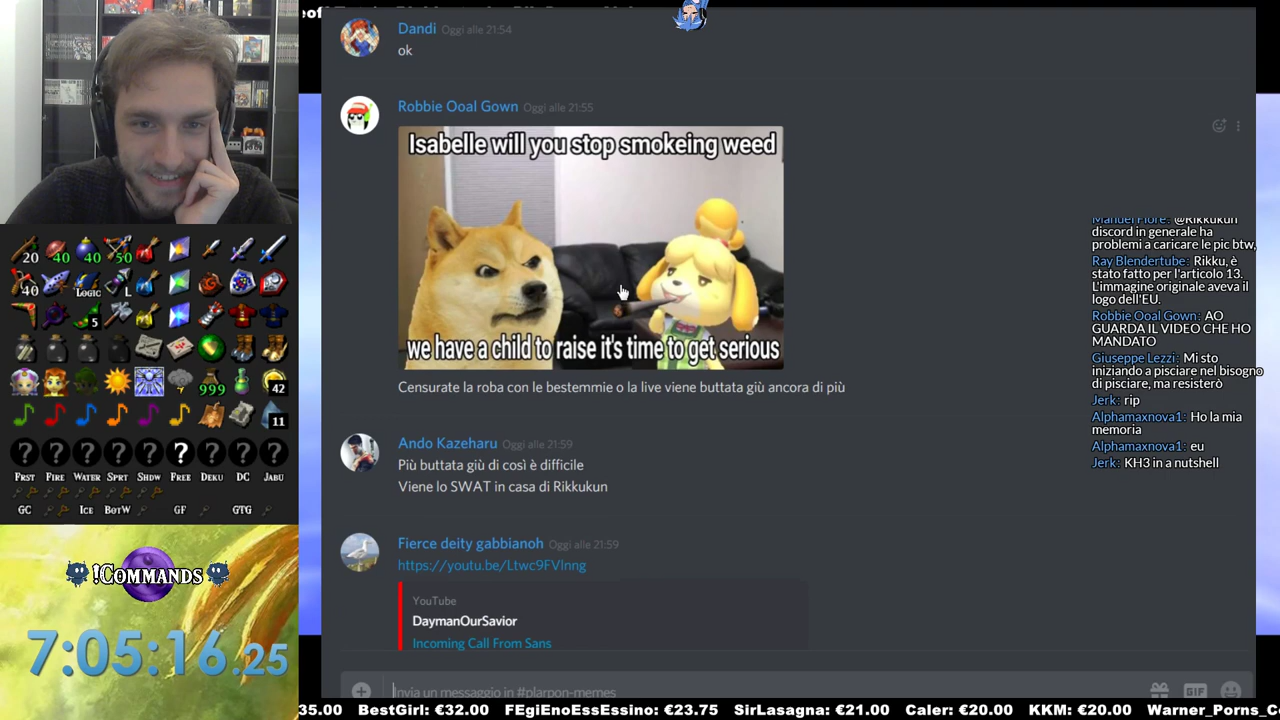 Dandi Oggi alle 21:54
ok
Robbie Ooal Gown Oggi alle 21:55
Isabelle will you stop smokeing weed
we have a child to raise it's time to get serious
Censurate la roba con le bestemmie o la live viene buttata giù ancora di più
Ando Kazeharu Oggi alle 21:59
Più buttata giù di così è difficile
Viene lo SWAT in casa di Rikkukun
Fierce deity gabbianoh Oggi alle 21:59
https://youtu.be/Ltwc9FVlnng
YouTube
DaymanOurSavior
Incoming Call From Sans
Invia un messaggio in #plarpon-memes
GIF
Manuel Fiore: @Rikkukun
discord in generale ha
problemi a caricare le pic btw,
Ray Blendertube: Rikku, è
stato fatto per l'articolo 13.
L'immagine originale aveva il
logo dell'EU.
Robbie Ooal Gown: AO
GUARDA IL VIDEO CHE HO
MANDATO
Giuseppe Lezzi: Mi sto
iniziando a pisciare nel bisogno
di pisciare, ma resisterò
Jerk: rip
Alphamaxnova1: Ho la mia
memoria
Alphamaxnova1: eu
Jerk: KH3 in a nutshell
20 40 40 50
40 LOGIC L
5
999 42
11
? ? ? ? ? ? ? ? ?
FRST FIRE WATER SPRT SHDW FREE DEKU DC JABU
GC ICE BOTW GF GTG
!COMMANDS
7:05:16.25
35.00 BestGirl: €32.00 FEgiEnoEssEssino: €23.75 SirLasagna: €21.00 Caler: €20.00 KKM: €20.00 Warner_Porns_C